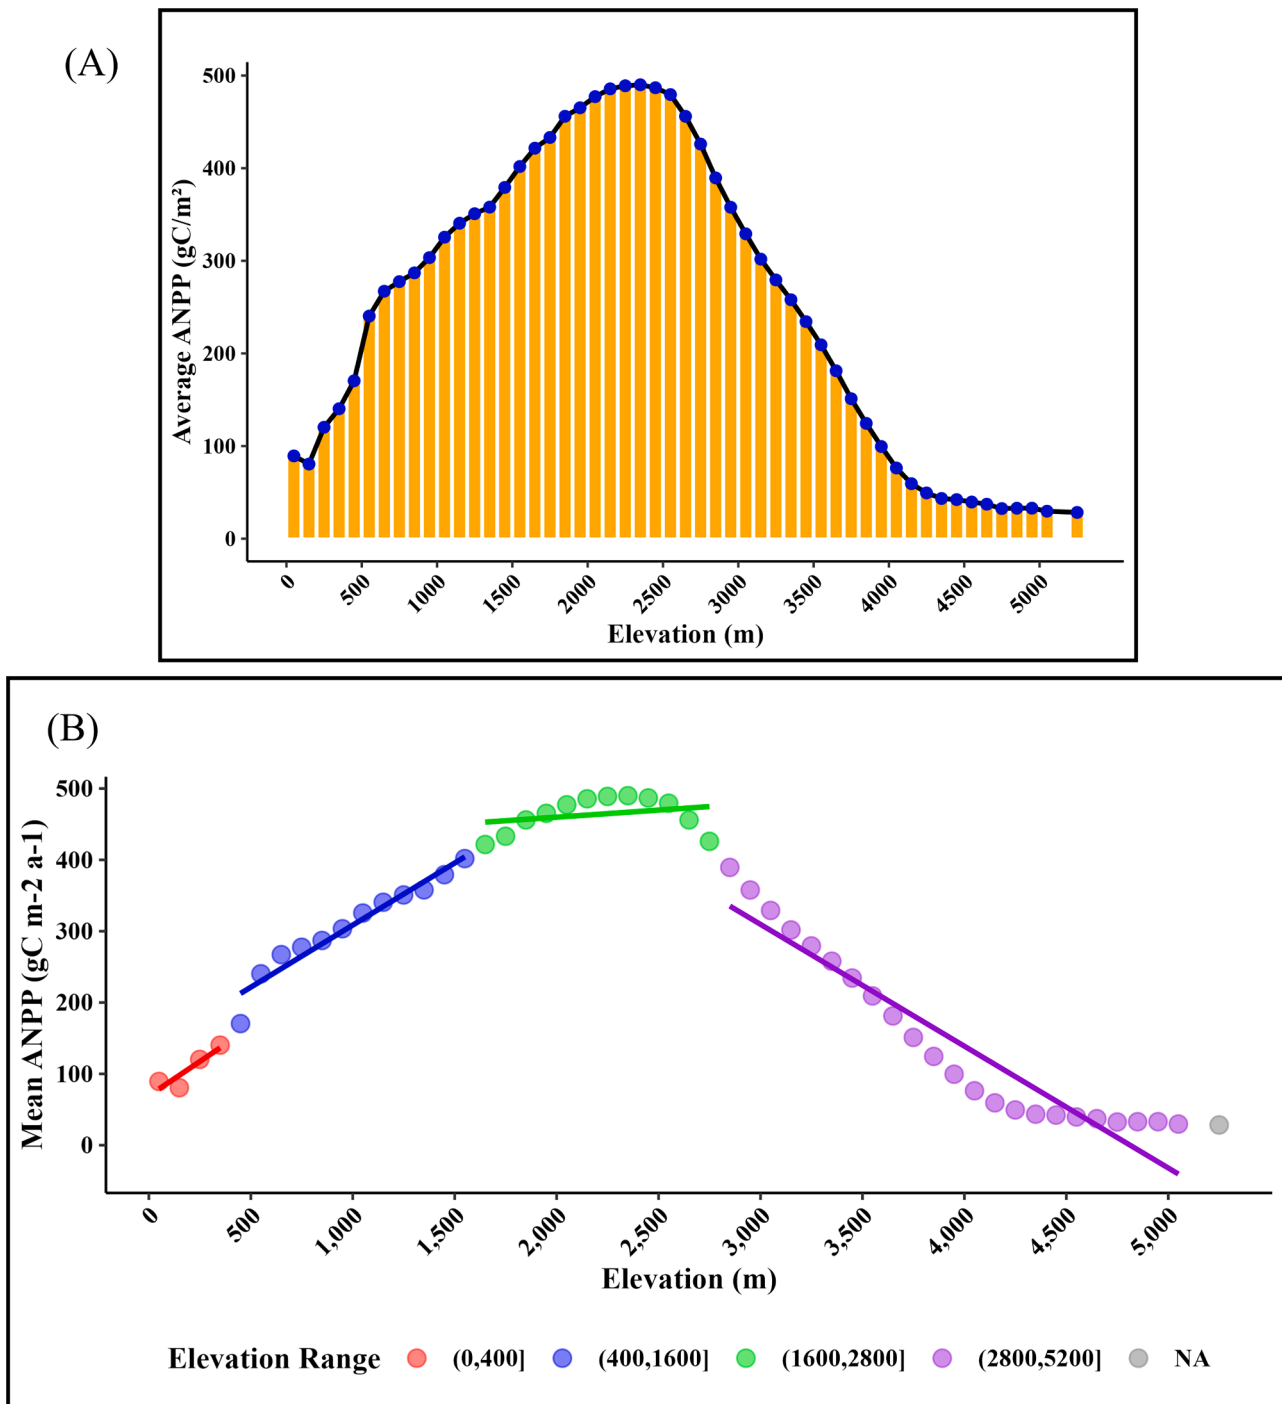 (A)
500
400
300
200
100
0
Average ANPP (gC/m²)
0 500 1000 1500 2000 2500 3000 3500 4000 4500 5000
Elevation (m)
(B)
500
400
300
200
100
0
Mean ANPP (gC m-2 a-1)
0 500 1,000 1,500 2,000 2,500 3,000 3,500 4,000 4,500 5,000
Elevation (m)
Elevation Range (0,400] (400,1600] (1600,2800] (2800,5200] NA